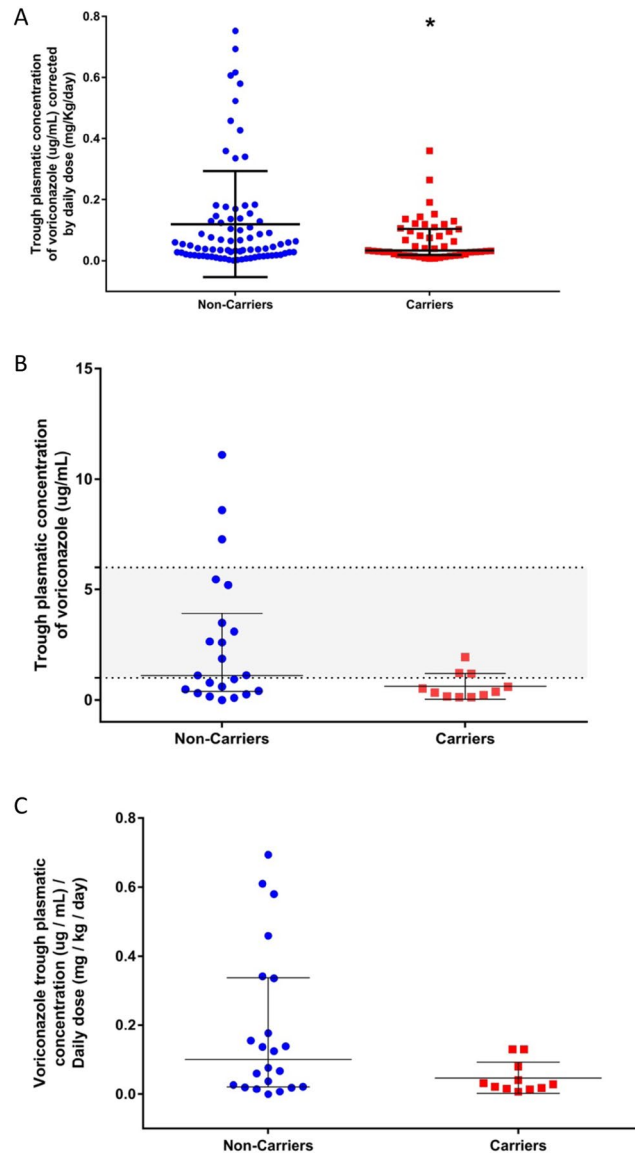 A
Trough plasmatic concentration
of voriconazole (ug/mL) corrected
by daily dose (mg/Kg/day)
0.8
0.6
0.4
0.2
0.0
*
Non-Carriers
Carriers
B
Trough plasmatic concentration
of voriconazole (ug/mL)
15
10
5
0
Non-Carriers
Carriers
C
Voriconazole trough plasmatic
concentration (ug / mL) /
Daily dose (mg / kg / day)
0.8
0.6
0.4
0.2
0.0
Non-Carriers
Carriers